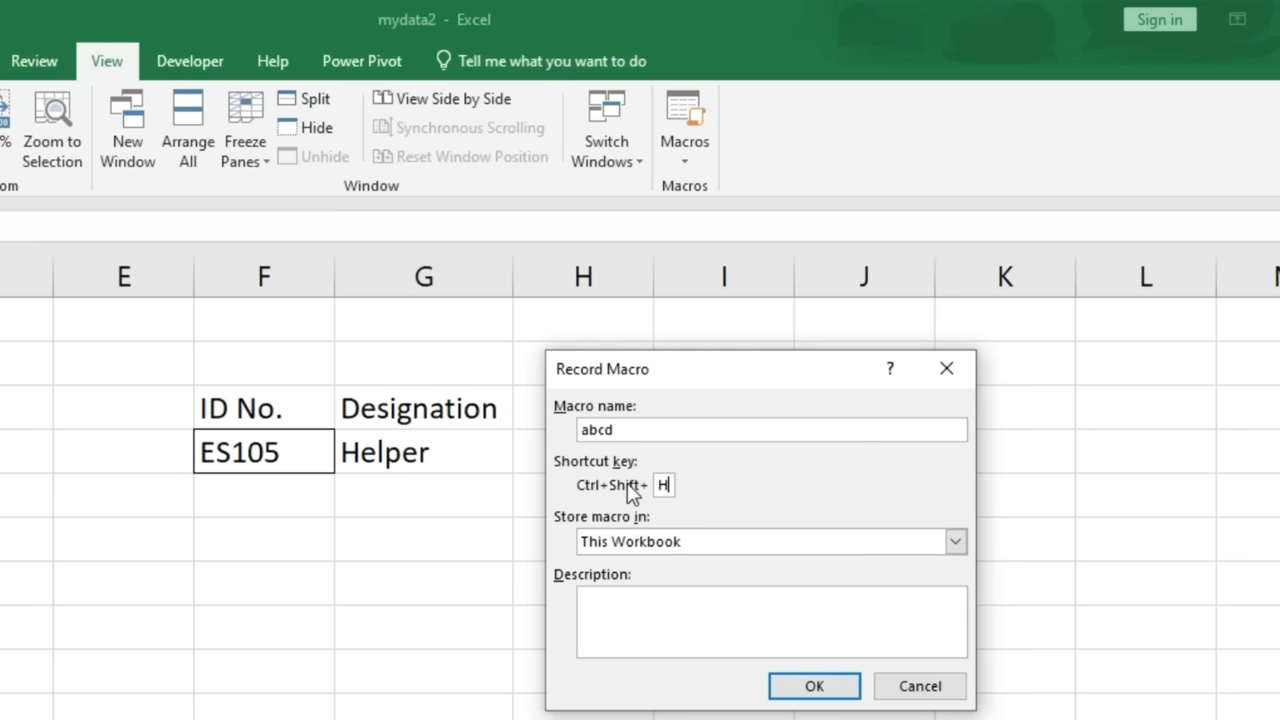 mydata2 - Excel
Sign in
Review View Developer Help Power Pivot Tell me what you want to do
Zoom to Selection
New Window
Arrange All
Freeze Panes
Split
Hide
Unhide
View Side by Side
Synchronous Scrolling
Reset Window Position
Switch Windows
Macros
Window
Macros
E F G H I J K L
ID No. Designation
ES105 Helper
Record Macro ?
Macro name:
abcd
Shortcut key:
Ctrl+Shift+ H
Store macro in:
This Workbook
Description:
OK Cancel